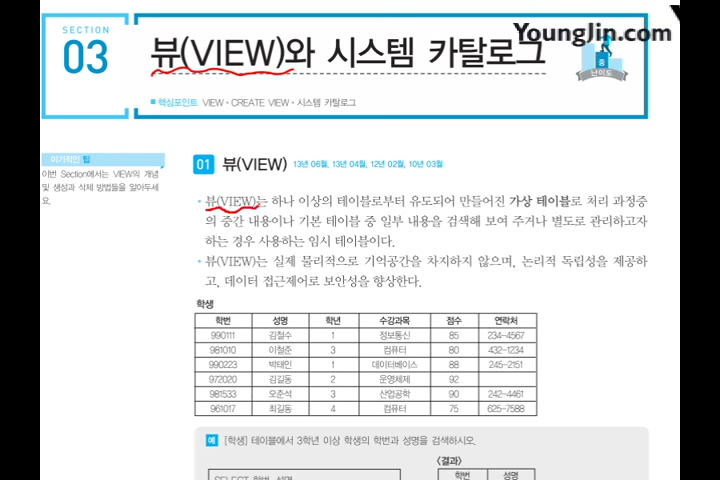 YoungJin.com
SECTION
03
뷰(VIEW)와 시스템 카탈로그
중
난이도
핵심포인트 VIEW · CREATE VIEW · 시스템 카탈로그
이기적인 팁
이번 Section에서는 VIEW의 개념
및 생성과 삭제 방법들을 알아두세
요.
01 뷰(VIEW) 13년 06월, 13년 04월, 12년 02월, 10년 03월
• 뷰(VIEW)는 하나 이상의 테이블로부터 유도되어 만들어진 가상 테이블로 처리 과정중
의 중간 내용이나 기본 테이블 중 일부 내용을 검색해 보여 주거나 별도로 관리하고자
하는 경우 사용하는 임시 테이블이다.
• 뷰(VIEW)는 실제 물리적으로 기억공간을 차지하지 않으며, 논리적 독립성을 제공하
고, 데이터 접근제어로 보안성을 향상한다.
학생
학번 성명 학년 수강과목 점수 연락처
990111 김철수 1 정보통신 85 234-4567
981010 이철준 3 컴퓨터 80 432-1234
990223 박태인 1 데이터베이스 88 245-2151
972020 김길동 2 운영체제 92
981533 오준석 3 산업공학 90 242-4461
961017 최길동 4 컴퓨터 75 625-7588
예 [학생] 테이블에서 3학년 이상 학생의 학번과 성명을 검색하시오.
〈결과〉
학번 성명
SELECT 학번, 성명